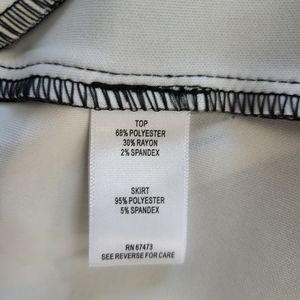 TOP
68% POLYESTER
30% RAYON
2% SPANDEX
SKIRT
95% POLYESTER
5% SPANDEX
RN 67473
SEE REVERSE FOR CARE